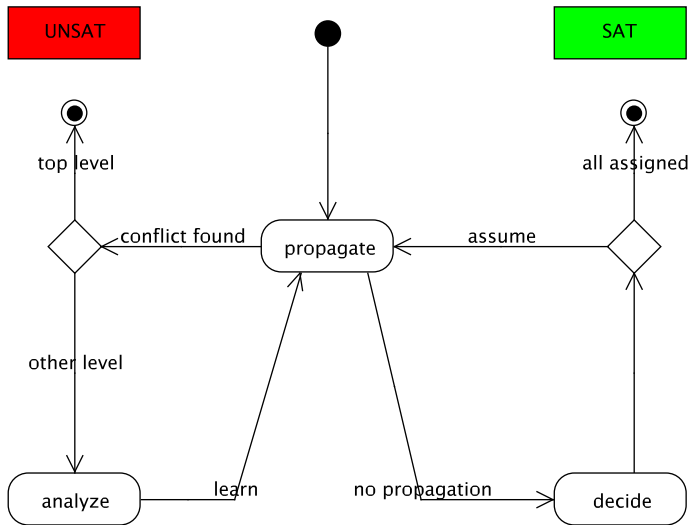 UNSAT
SAT
top level
all assigned
conflict found
propagate
assume
other level
analyze
learn
no propagation
decide